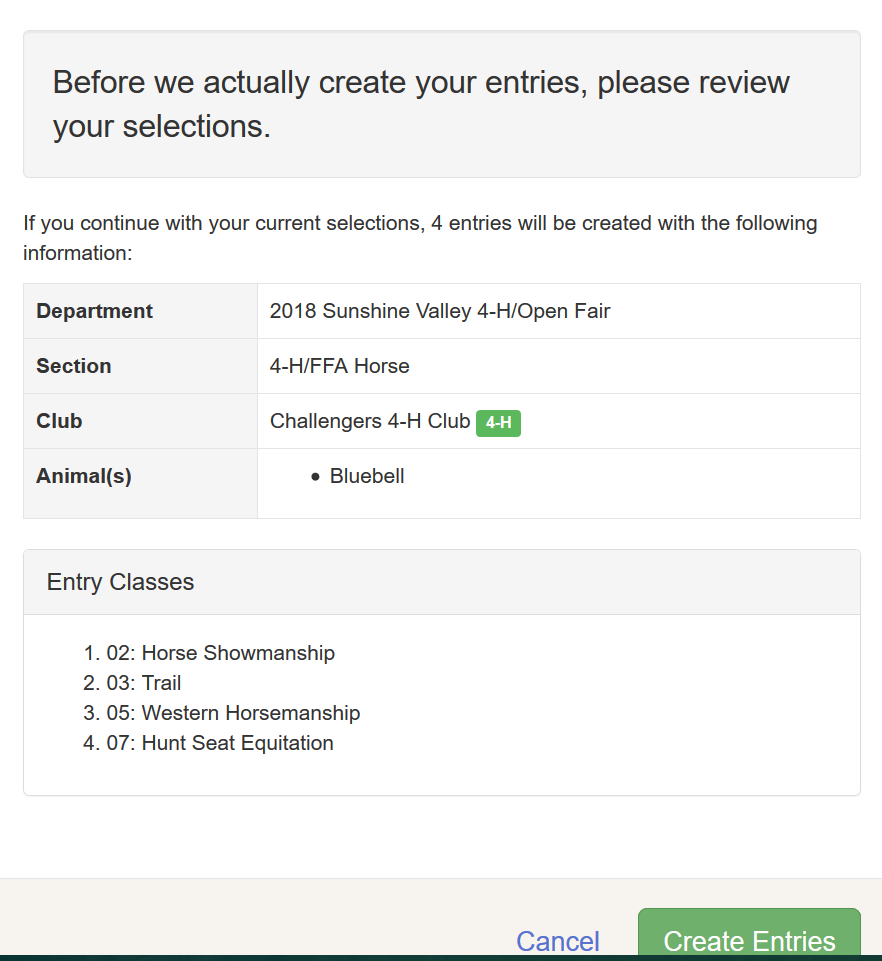 Before we actually create your entries, please review
your selections.
If you continue with your current selections, 4 entries will be created with the following
information:
Department 2018 Sunshine Valley 4-H/Open Fair
Section 4-H/FFA Horse
Club Challengers 4-H Club 4-H
Animal(s) • Bluebell
Entry Classes
1. 02: Horse Showmanship
2. 03: Trail
3. 05: Western Horsemanship
4. 07: Hunt Seat Equitation
Cancel Create Entries